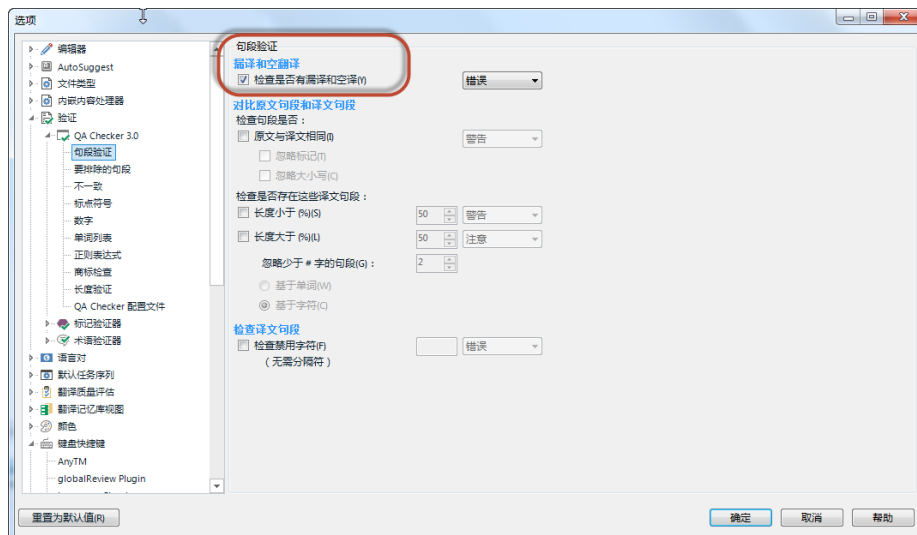 选项
编辑器
AutoSuggest
文件类型
内嵌内容处理器
验证
QA Checker 3.0
句段验证
要排除的句段
不一致
标点符号
数字
单词列表
正则表达式
商标检查
长度验证
QA Checker 配置文件
标记验证器
术语验证器
语言对
默认任务序列
翻译质量评估
翻译记忆库视图
颜色
键盘快捷键
AnyTM
globalReview Plugin
句段验证
漏译和空翻译
检查是否有漏译和空译(Y) 错误
对比原文句段和译文句段
检查句段是否：
原文与译文相同(I) 警告
忽略标记(T)
忽略大小写(C)
检查是否存在这些译文句段：
长度小于 (%)(S) 50 警告
长度大于 (%)(L) 50 注意
忽略少于 # 字的句段(G)： 2
基于单词(W)
基于字符(C)
检查译文句段
检查禁用字符(F) 错误
（无需分隔符）
重置为默认值(R) 确定 取消 帮助